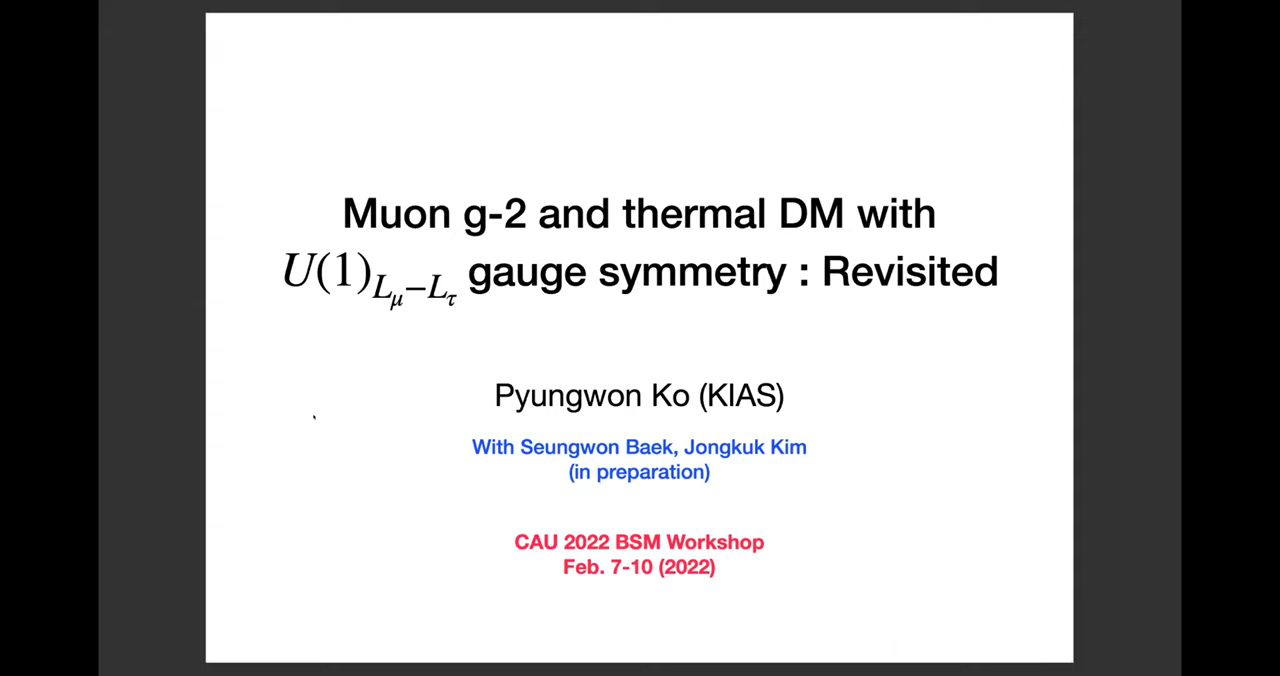 Muon g-2 and thermal DM with
U(1)_{L_μ−L_τ} gauge symmetry : Revisited
Pyungwon Ko (KIAS)
With Seungwon Baek, Jongkuk Kim
(in preparation)
CAU 2022 BSM Workshop
Feb. 7-10 (2022)